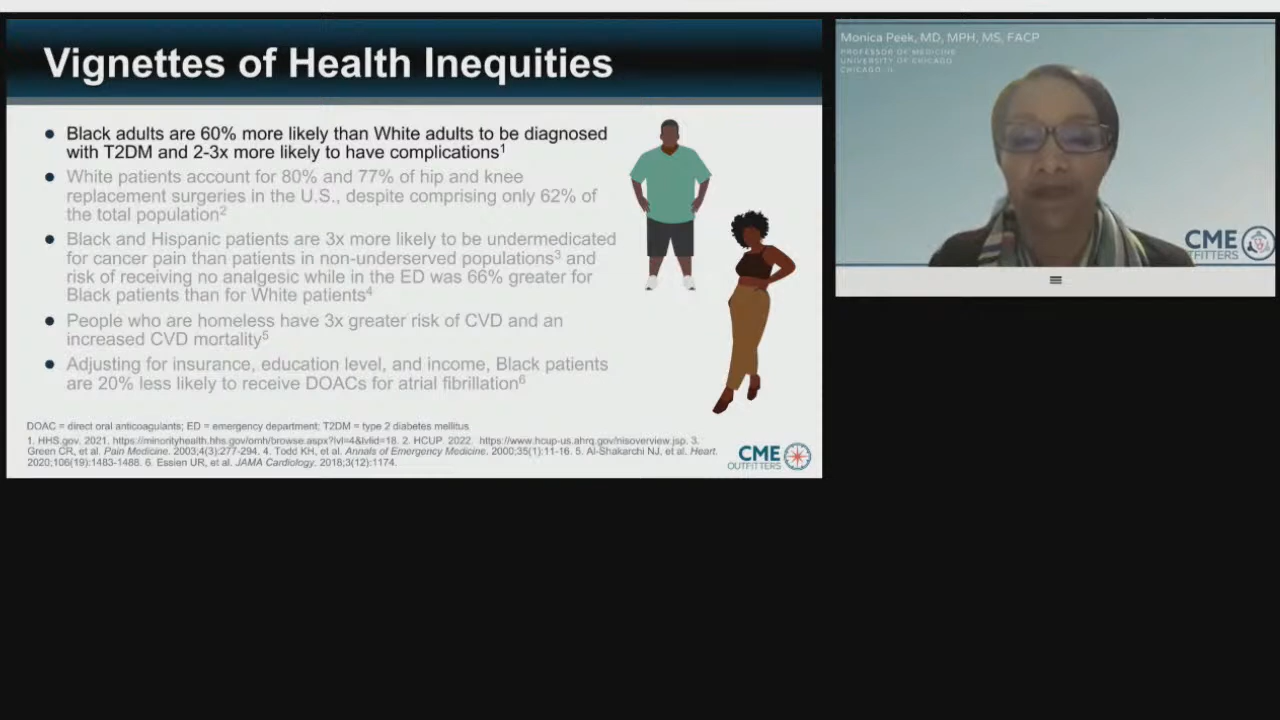 Vignettes of Health Inequities
Black adults are 60% more likely than White adults to be diagnosed
with T2DM and 2-3x more likely to have complications1
White patients account for 80% and 77% of hip and knee
replacement surgeries in the U.S., despite comprising only 62% of
the total population2
Black and Hispanic patients are 3x more likely to be undermedicated
for cancer pain than patients in non-underserved populations3 and
risk of receiving no analgesic while in the ED was 66% greater for
Black patients than for White patients4
People who are homeless have 3x greater risk of CVD and an
increased CVD mortality5
Adjusting for insurance, education level, and income, Black patients
are 20% less likely to receive DOACs for atrial fibrillation6
DOAC = direct oral anticoagulants; ED = emergency department; T2DM = type 2 diabetes mellitus
1. HHS.gov. 2021. https://minorityhealth.hhs.gov/omh/browse.aspx?lvl=4&lvlid=18. 2. HCUP. 2022. https://www.hcup-us.ahrq.gov/nisoverview.jsp. 3.
Green CR, et al. Pain Medicine. 2003;4(3):277-294. 4. Todd KH, et al. Annals of Emergency Medicine. 2000;35(1):11-16. 5. Al-Shakarchi NJ, et al. Heart.
2020;106(19):1483-1488. 6. Essien UR, et al. JAMA Cardiology. 2018;3(12):1174.
CME
OUTFITTERS
Monica Peek, MD, MPH, MS, FACP
PROFESSOR OF MEDICINE
UNIVERSITY OF CHICAGO
CHICAGO, IL
CME
OUTFITTERS